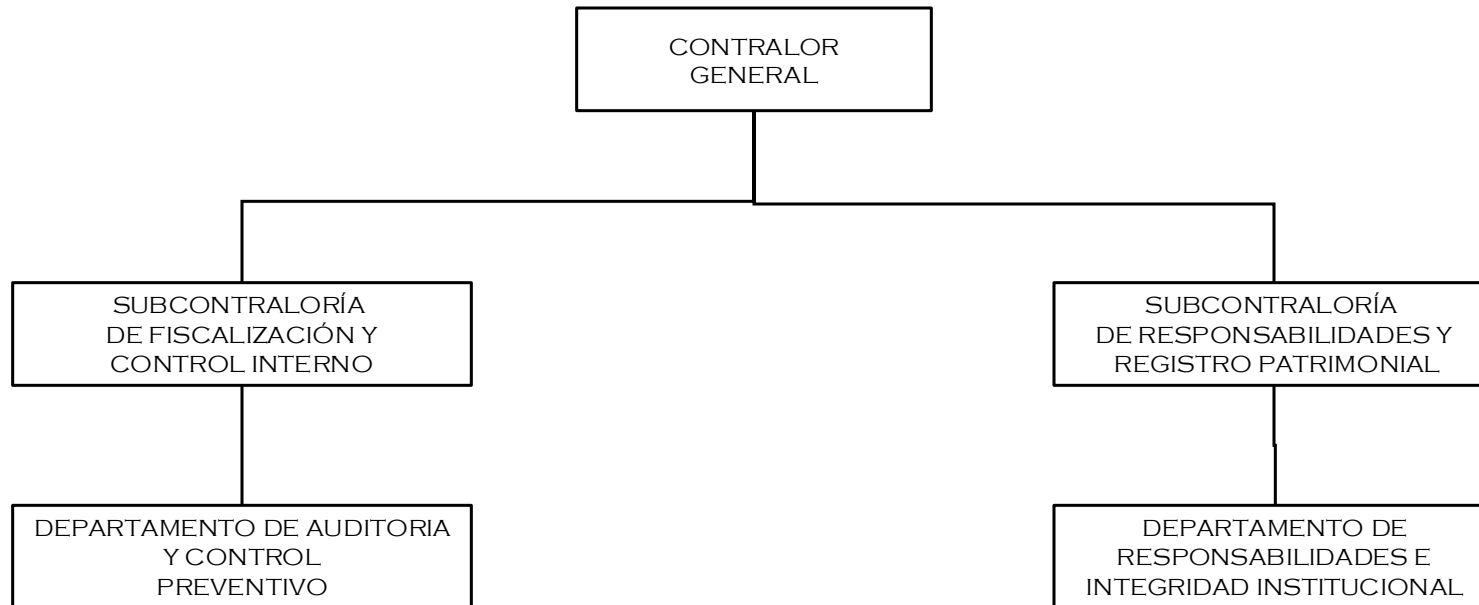 CONTRALOR
GENERAL
SUBCONTRALORÍA
DE FISCALIZACIÓN Y
CONTROL INTERNO
SUBCONTRALORÍA
DE RESPONSABILIDADES Y
REGISTRO PATRIMONIAL
DEPARTAMENTO DE AUDITORIA
Y CONTROL
PREVENTIVO
DEPARTAMENTO DE
RESPONSABILIDADES E
INTEGRIDAD INSTITUCIONAL